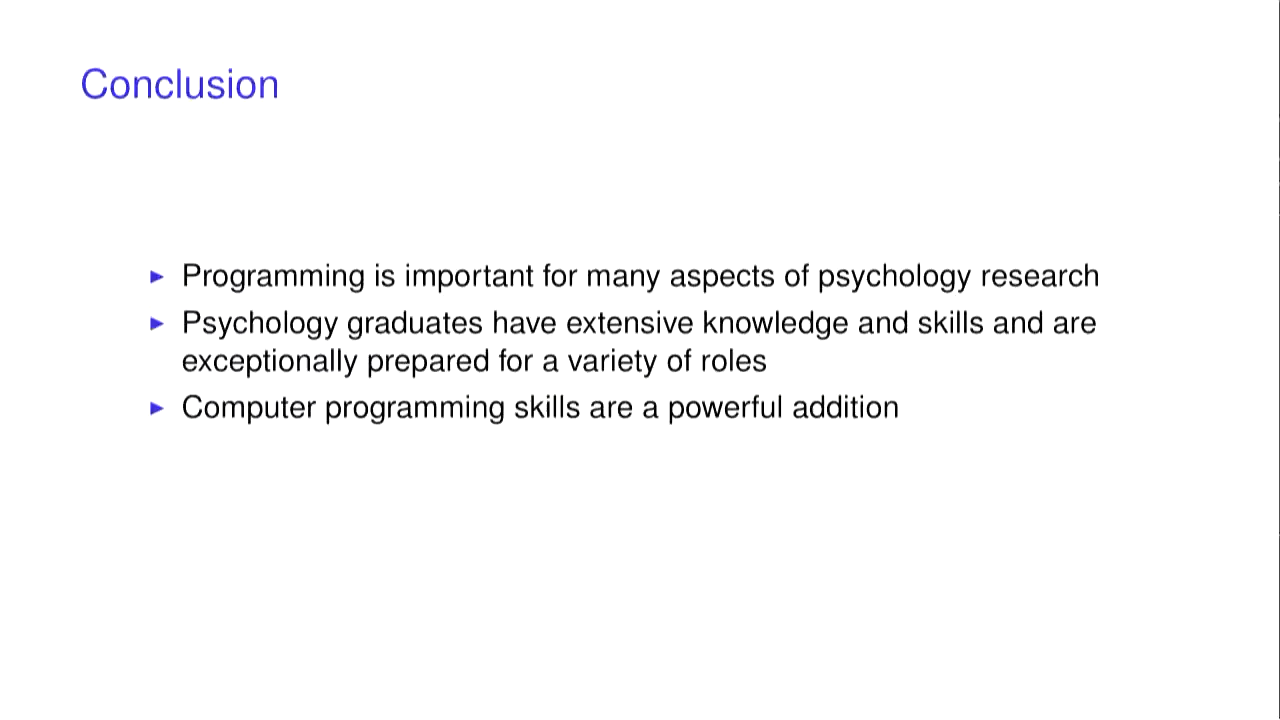 Conclusion
Programming is important for many aspects of psychology research
Psychology graduates have extensive knowledge and skills and are
exceptionally prepared for a variety of roles
Computer programming skills are a powerful addition